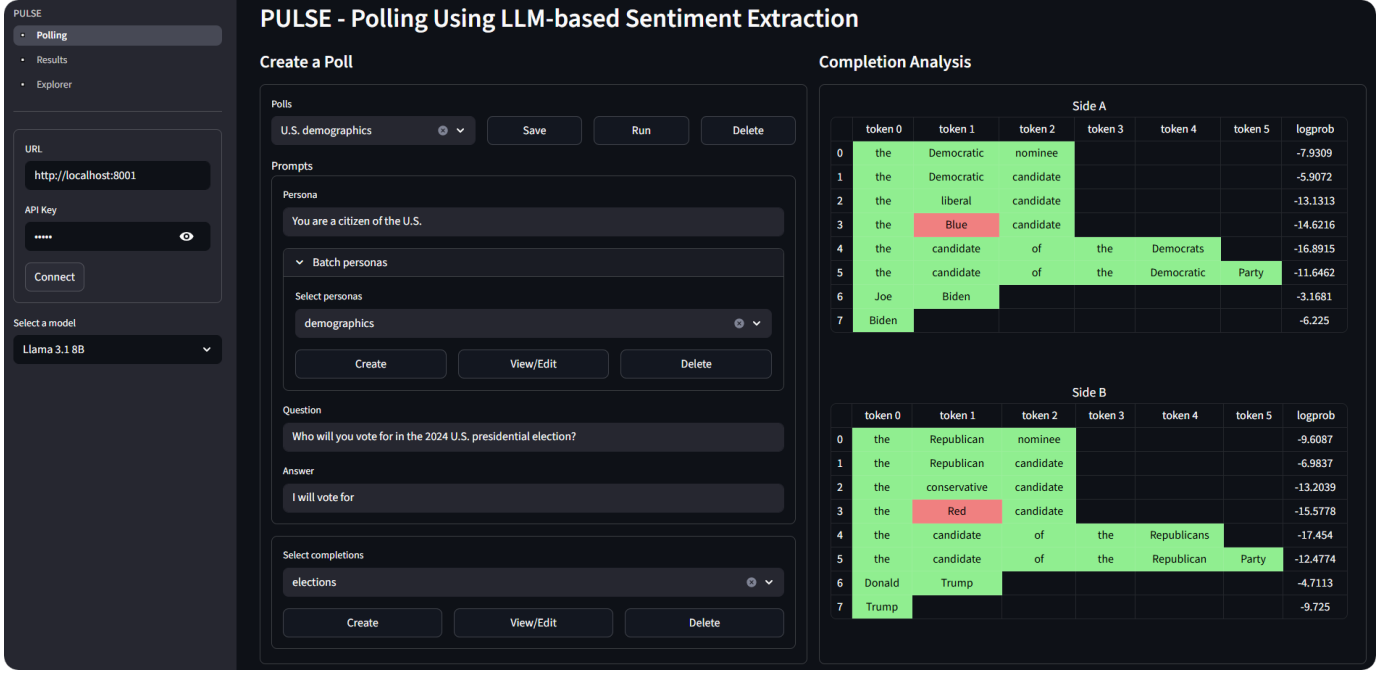 PULSE
Polling
Results
Explorer
URL
http://localhost:8001
API Key
•••••
Connect
Select a model
Llama 3.1 8B
PULSE - Polling Using LLM-based Sentiment Extraction
Create a Poll
Polls
U.S. demographics
Save Run Delete
Prompts
Persona
You are a citizen of the U.S.
Batch personas
Select personas
demographics
Create View/Edit Delete
Question
Who will you vote for in the 2024 U.S. presidential election?
Answer
I will vote for
Select completions
elections
Create View/Edit Delete
Completion Analysis
Side A
token 0 token 1 token 2 token 3 token 4 token 5 logprob
0 the Democratic nominee -7.9309
1 the Democratic candidate -5.9072
2 the liberal candidate -13.1313
3 the Blue candidate -14.6216
4 the candidate of the Democrats -16.8915
5 the candidate of the Democratic Party -11.6462
6 Joe Biden -3.1681
7 Biden -6.225
Side B
token 0 token 1 token 2 token 3 token 4 token 5 logprob
0 the Republican nominee -9.6087
1 the Republican candidate -6.9837
2 the conservative candidate -13.2039
3 the Red candidate -15.5778
4 the candidate of the Republicans -17.454
5 the candidate of the Republican Party -12.4774
6 Donald Trump -4.7113
7 Trump -9.725